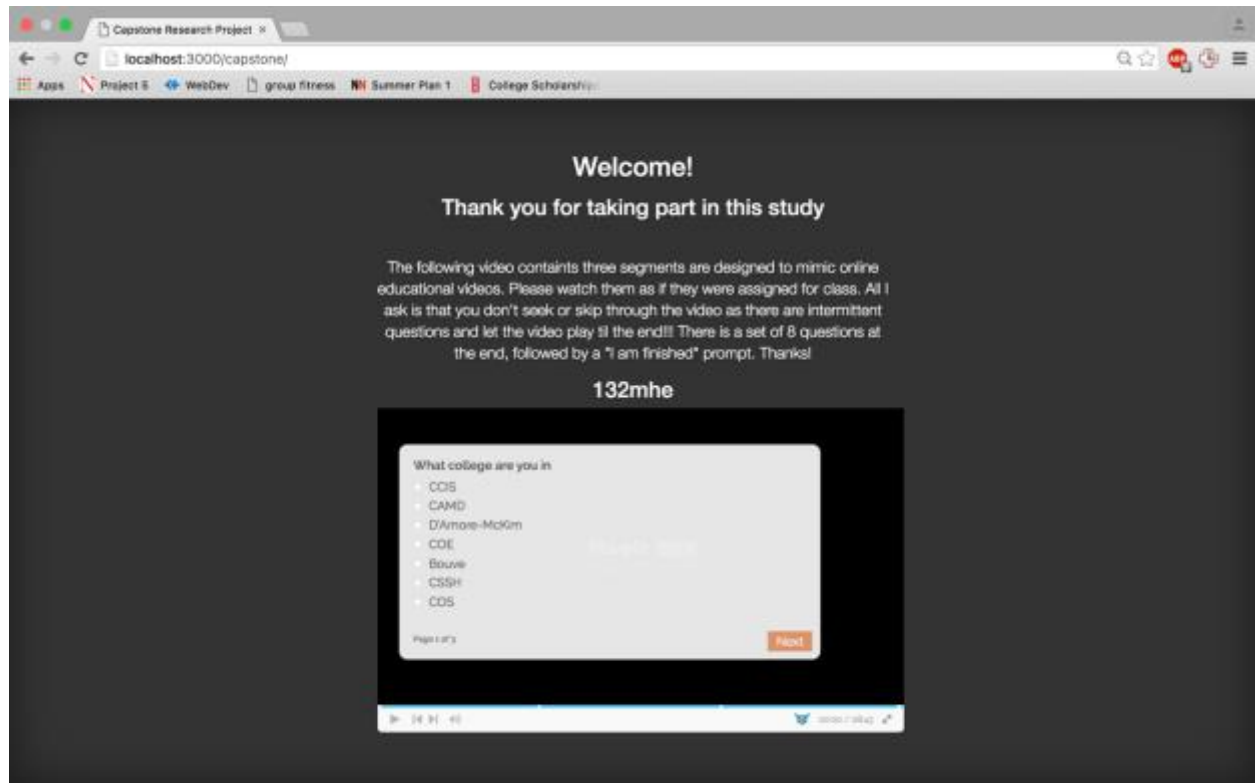 Capstone Research Project ×
localhost:3000/capstone/
Apps Project 5 WebDev group fitness NN Summer Plan 1 College Scholarship
Welcome!
Thank you for taking part in this study
The following video containts three segments are designed to mimic online
educational videos. Please watch them as if they were assigned for class. All I
ask is that you don't seek or skip through the video as there are intermittent
questions and let the video play til the end!!! There is a set of 8 questions at
the end, followed by a "I am finished" prompt. Thanks!
132mhe
What college are you in
CCIS
CAMD
D'Amore-McKim
COE
Bouve
CSSH
COS
Page 1 of
Next